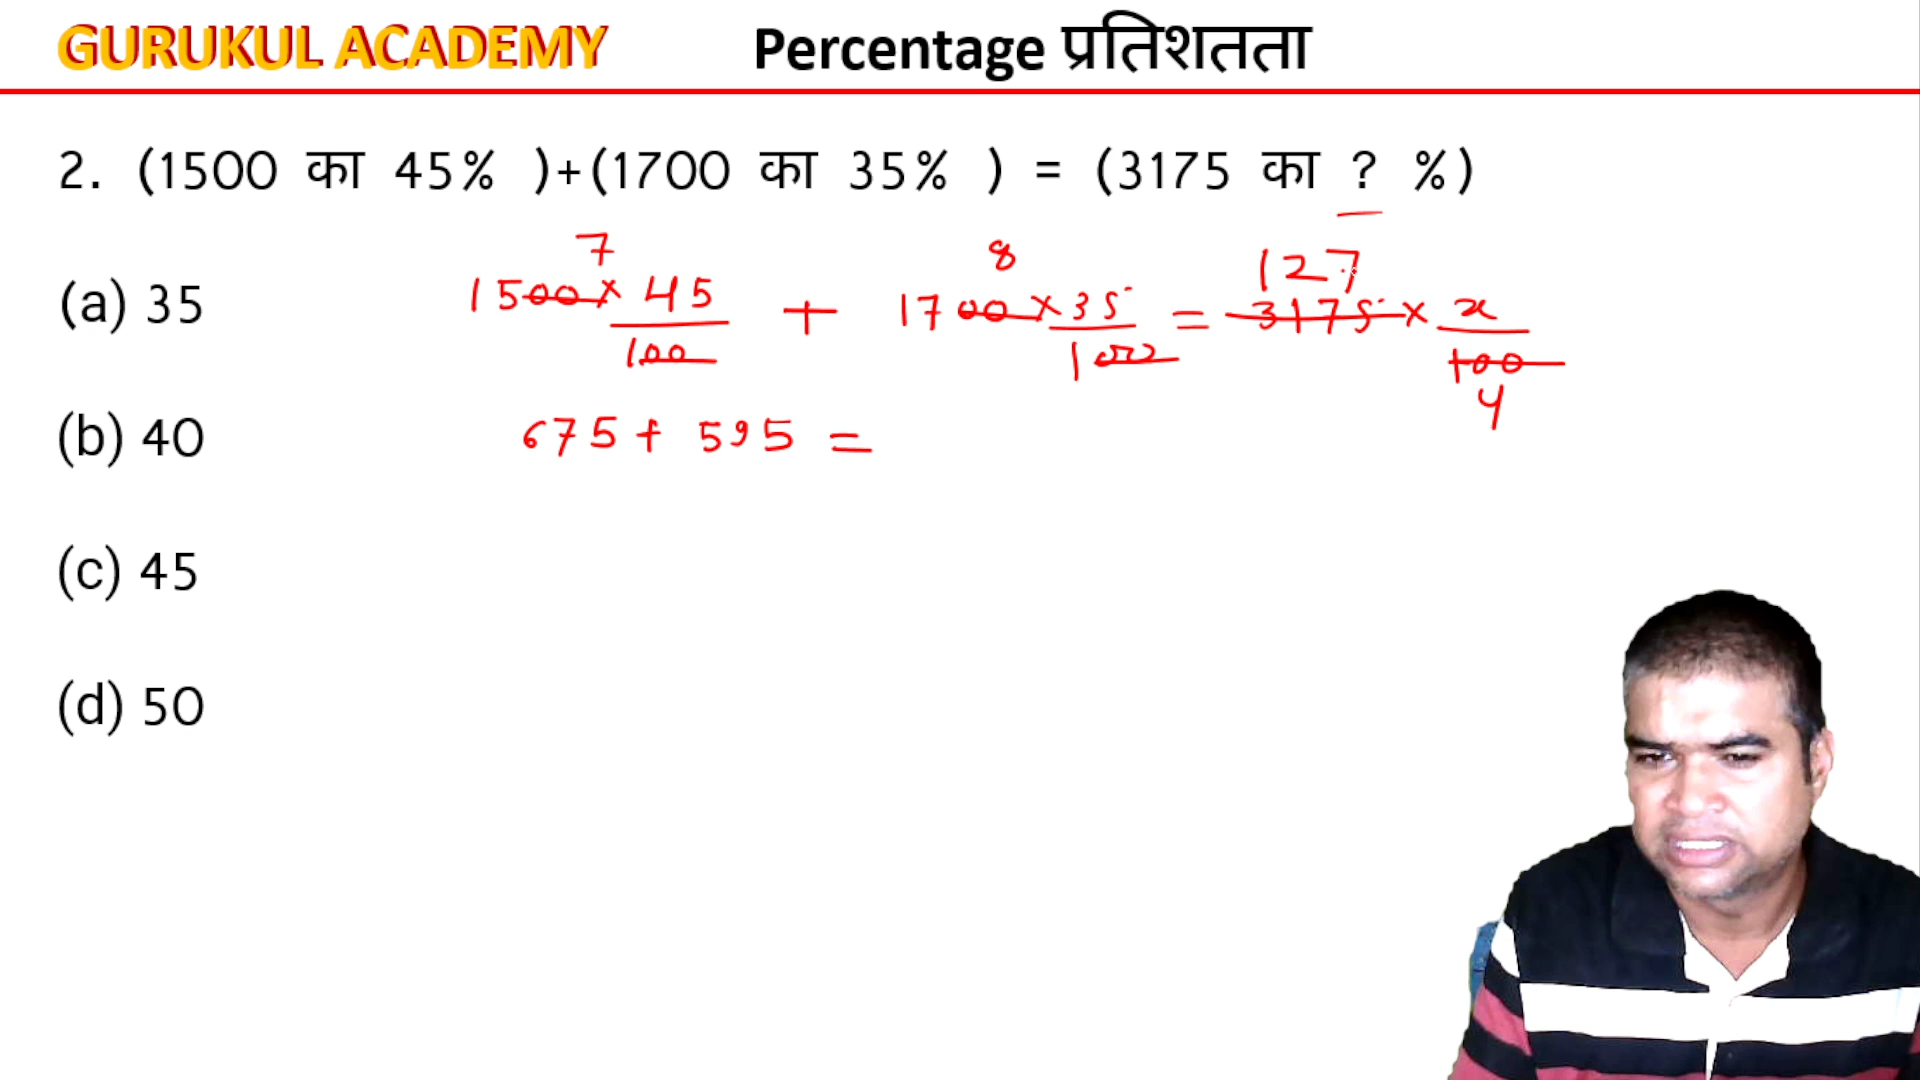 GURUKUL ACADEMY
Percentage प्रतिशतता
2. (1500 का 45% )+(1700 का 35% ) = (3175 का ? %)
7 8 127
(a) 35
1500 × 45/100 + 1700 × 35/100 = 3175 × x/100
4
(b) 40
675 + 595 =
(c) 45
(d) 50